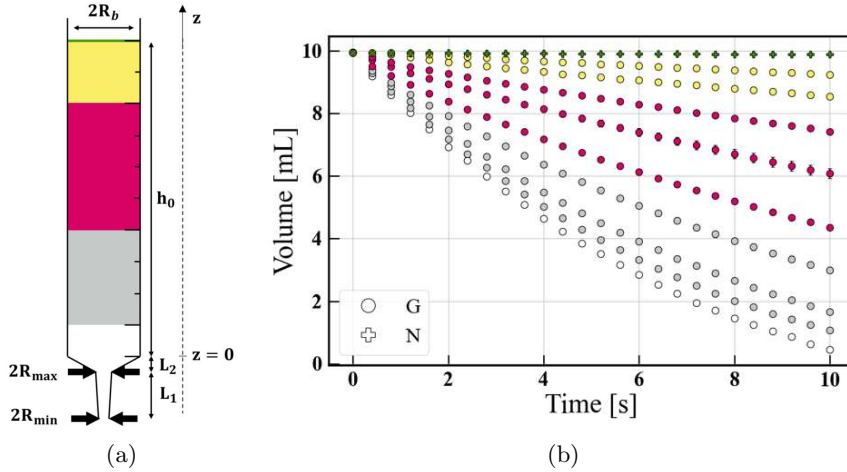 2R_b
z
h_0
z = 0
L_2
2R_max
L_1
2R_min
(a)
Volume [mL]
10
8
6
4
2
0
G
N
0 2 4 6 8 10
Time [s]
(b)